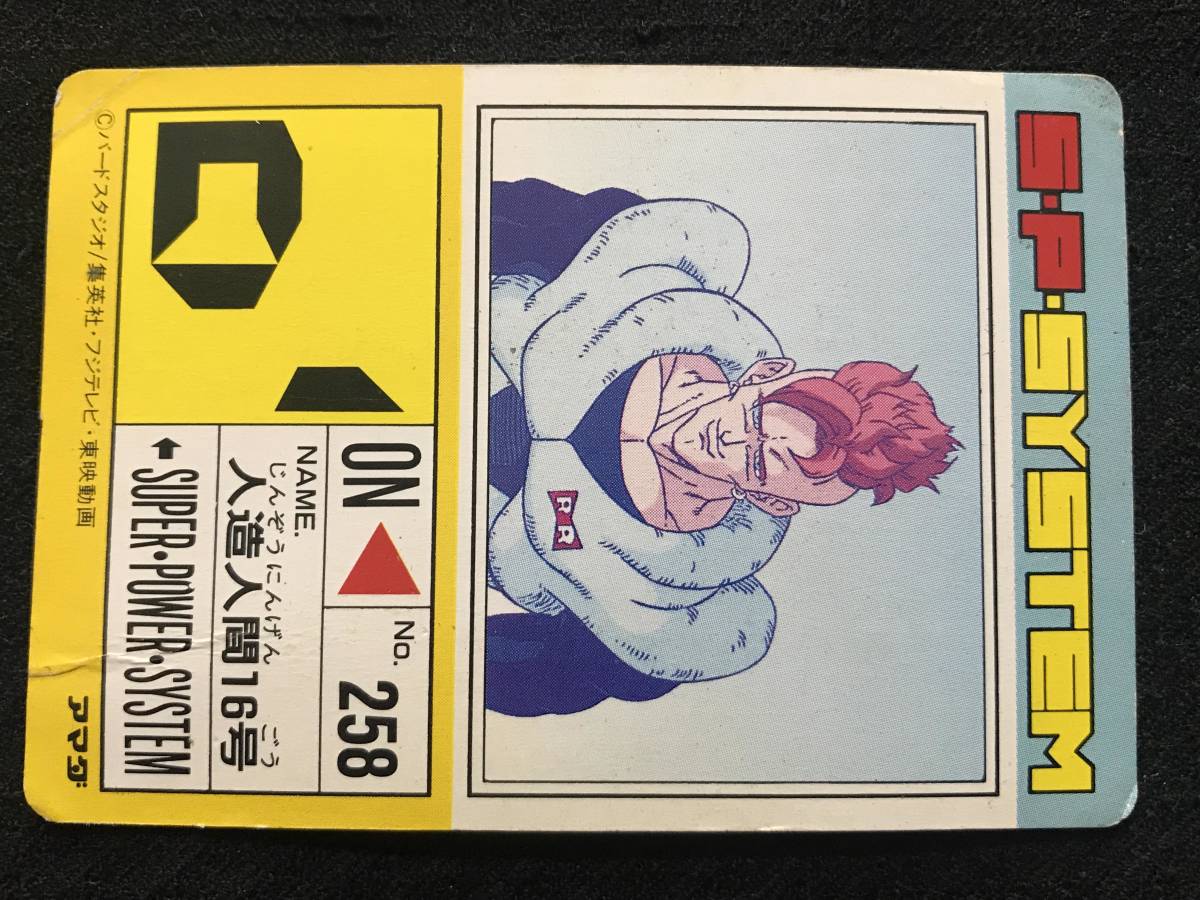 S・P・SYSTEM
RR
ON
No. 258
NAME.
じんぞうにんげん ごう
人造人間16号
SUPER・POWER・SYSTEM
©バードスタジオ/集英社・フジテレビ・東映動画
アマダ